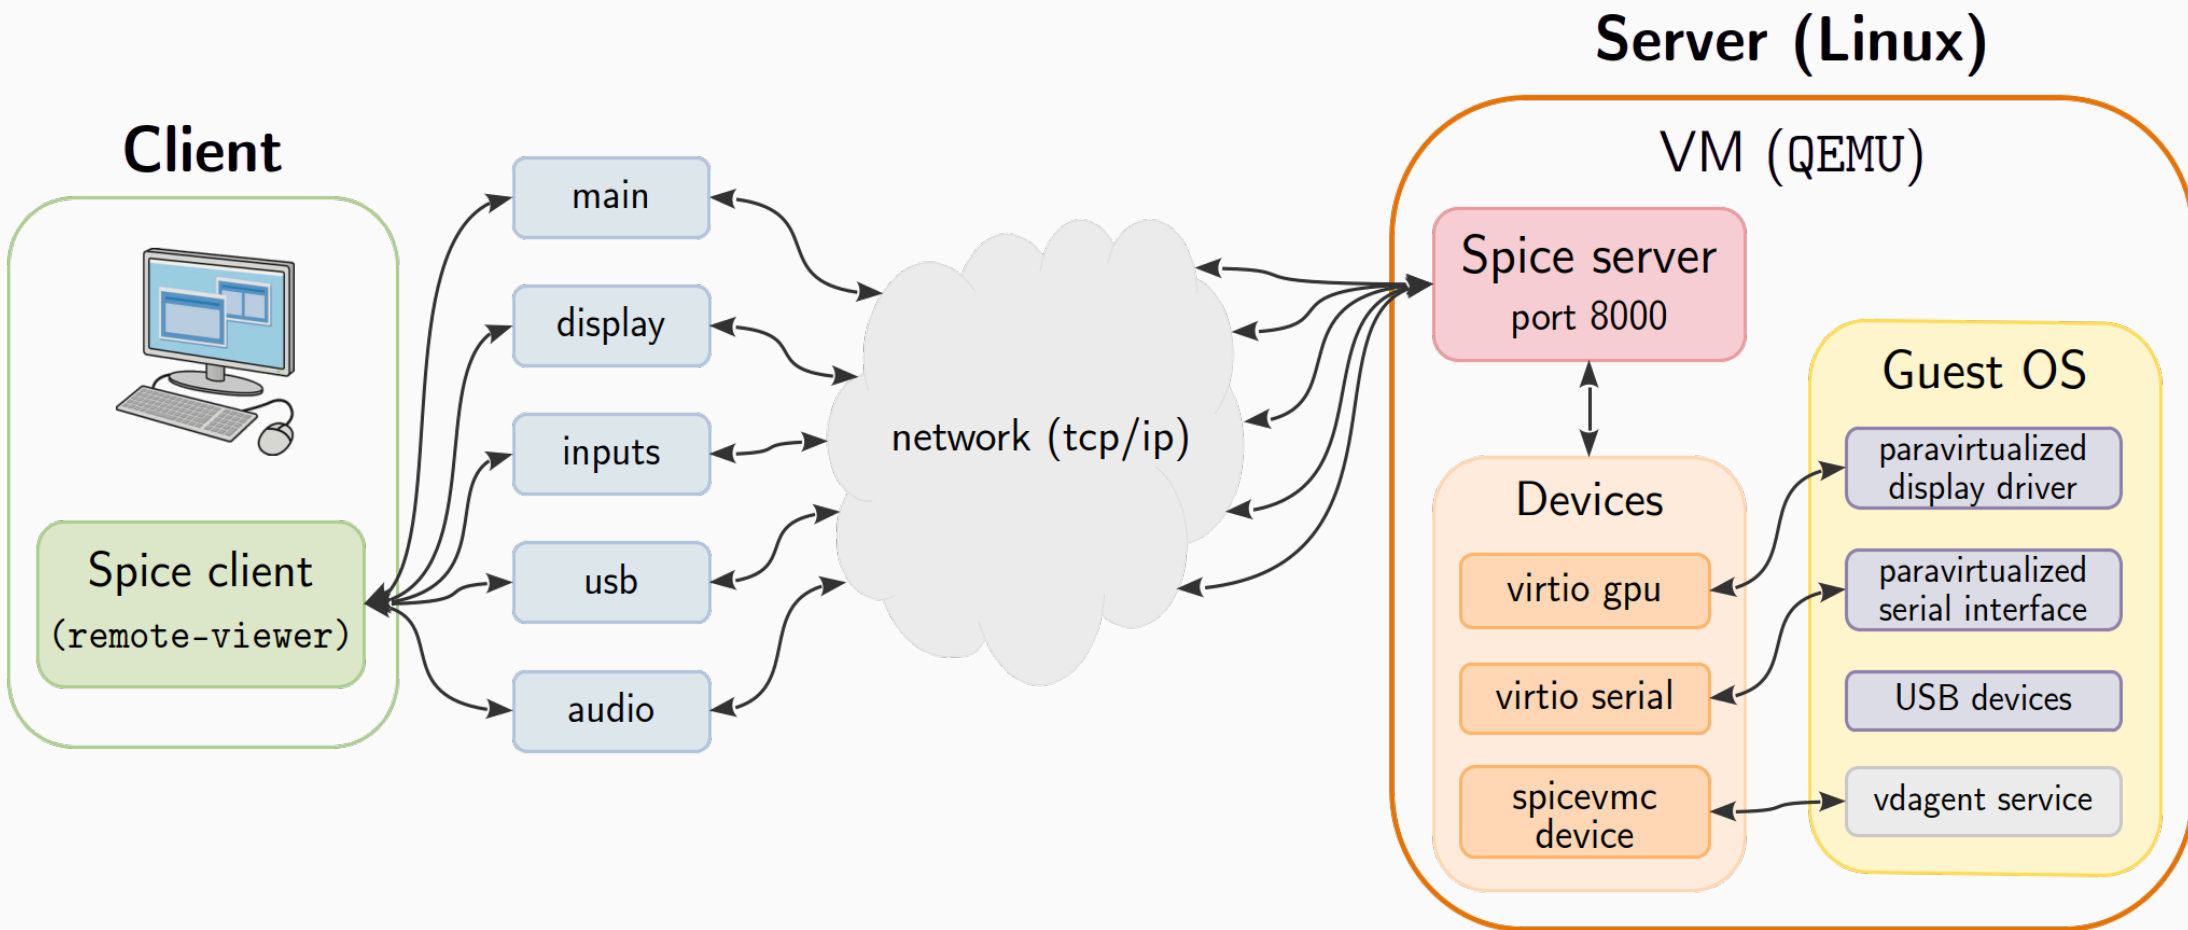 Server (Linux)
Client
VM (QEMU)
main
display
inputs
usb
audio
network (tcp/ip)
Spice client
(remote-viewer)
Spice server
port 8000
Devices
virtio gpu
virtio serial
spicevmc
device
Guest OS
paravirtualized
display driver
paravirtualized
serial interface
USB devices
vdagent service